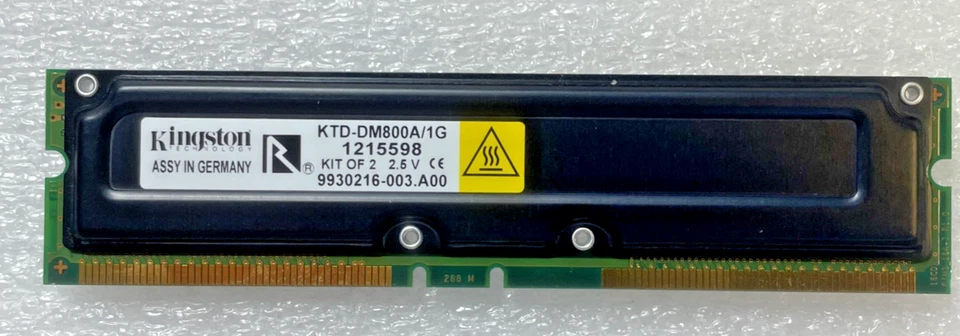 Kingston
TECHNOLOGY
ASSY IN GERMANY
R ®
KTD-DM800A/1G
1215598
KIT OF 2 2.5 V CE
9930216-003.A00
288 M